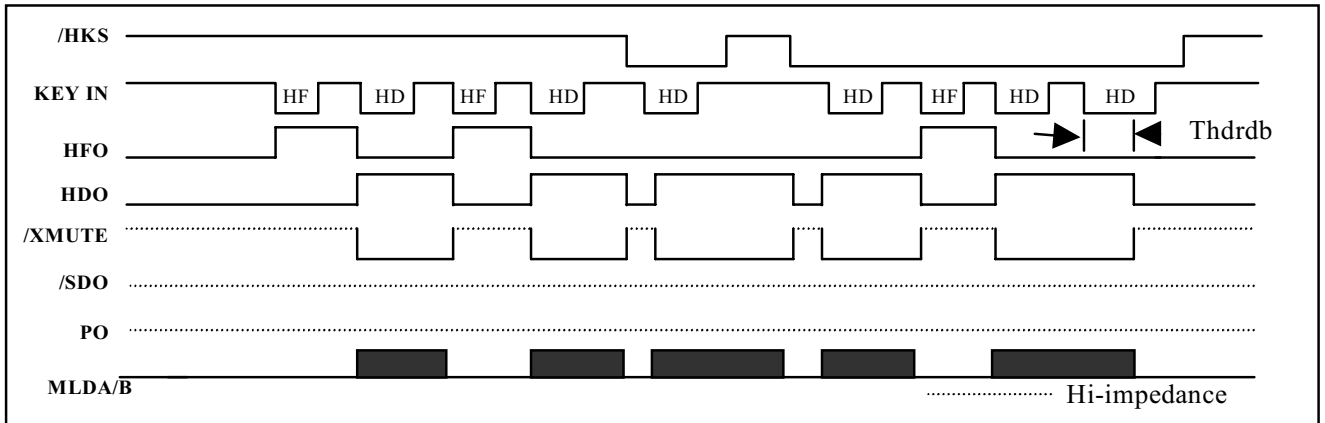 /HKS
KEY IN HF HD HF HD HD HD HF HD HD
Thdrdb
HFO
HDO
/XMUTE
/SDO
PO
MLDA/B
Hi-impedance